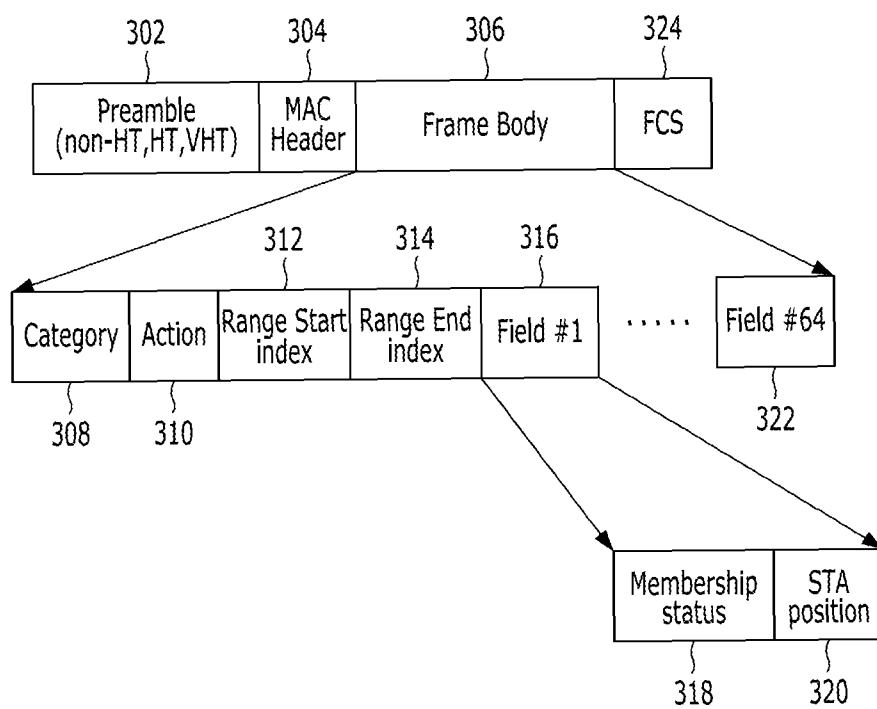 302
304
306
324
Preamble
(non-HT,HT,VHT)
MAC
Header
Frame Body
FCS
312
314
316
Category
Action
Range Start
index
Range End
index
Field #1
.....
Field #64
308
310
322
Membership
status
STA
position
318
320